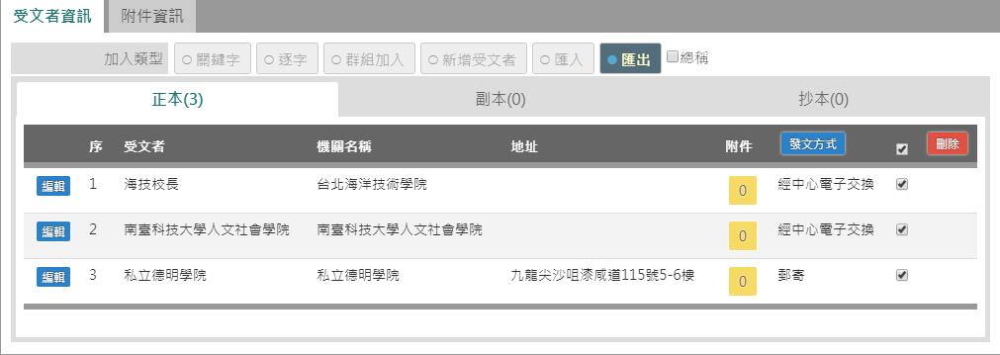 受文者資訊 附件資訊
加入類型 關鍵字 逐字 群組加入 新增受文者 匯入 匯出 總稱
正本(3) 副本(0) 抄本(0)
序 受文者 機關名稱 地址 附件 發文方式 刪除
編輯 1 海技校長 台北海洋技術學院 0 經中心電子交換
編輯 2 南臺科技大學人文社會學院 南臺科技大學人文社會學院 0 經中心電子交換
編輯 3 私立德明學院 私立德明學院 九龍尖沙咀漆咸道115號5-6樓 0 郵寄